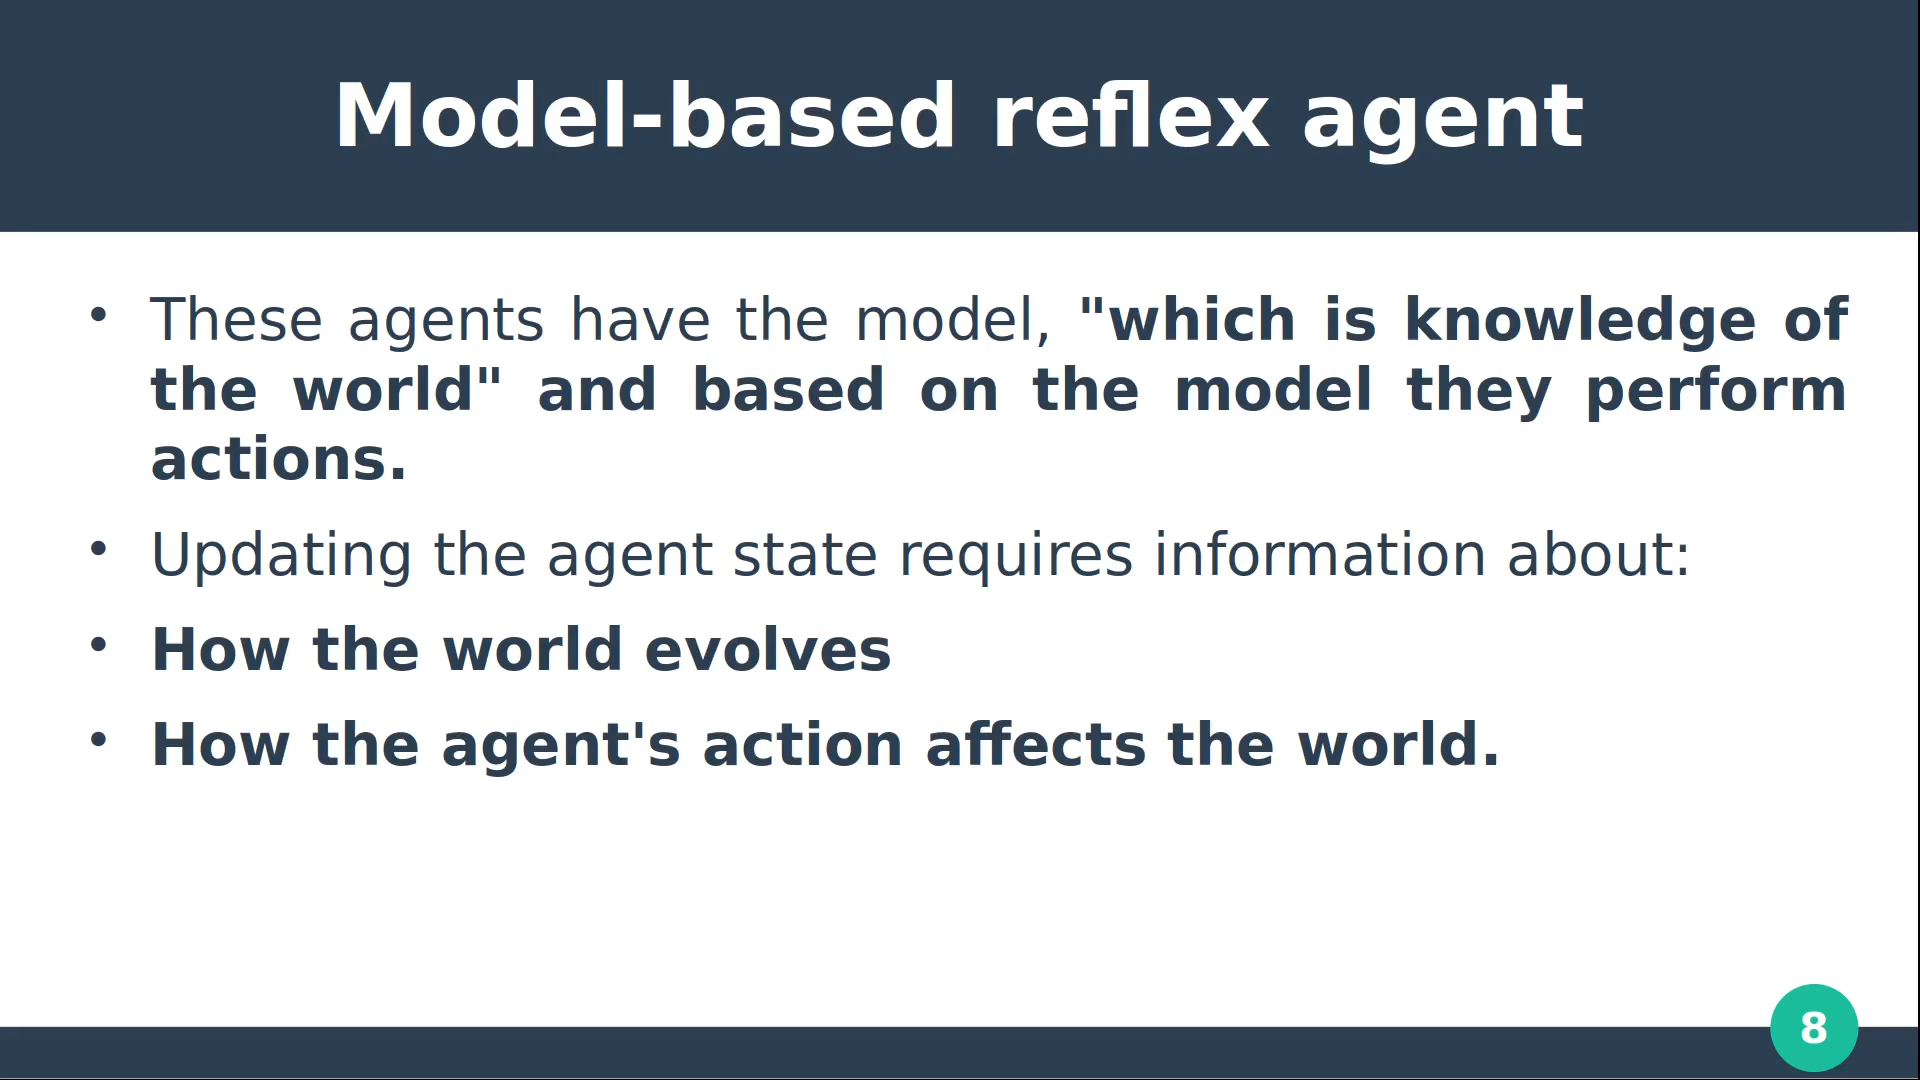 Model-based reflex agent
• These agents have the model, "which is knowledge of
the world" and based on the model they perform
actions.
• Updating the agent state requires information about:
• How the world evolves
• How the agent's action affects the world.
8